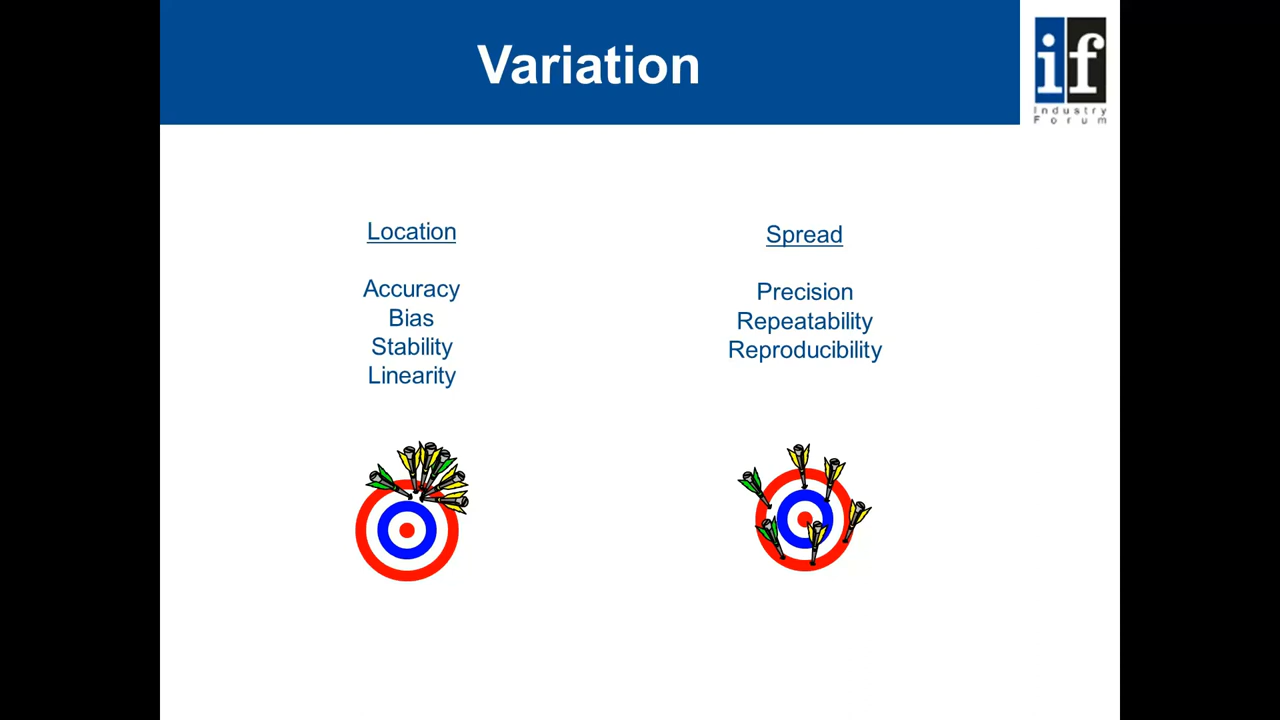 Variation
if
Industry
Forum
Location
Accuracy
Bias
Stability
Linearity
Spread
Precision
Repeatability
Reproducibility